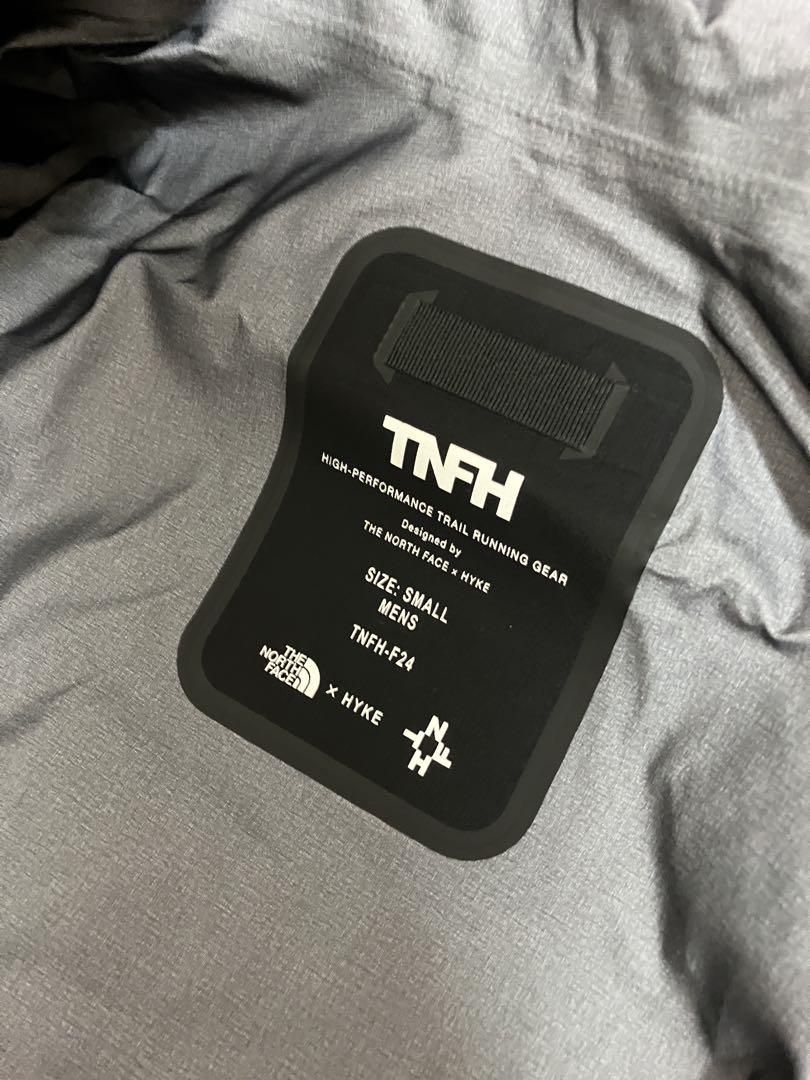 TNFH
HIGH-PERFORMANCE TRAIL RUNNING GEAR
Designed by
THE NORTH FACE x HYKE
SIZE: SMALL
MENS
TNFH-F24
THE
NORTH
FACE
x HYKE
TNFH